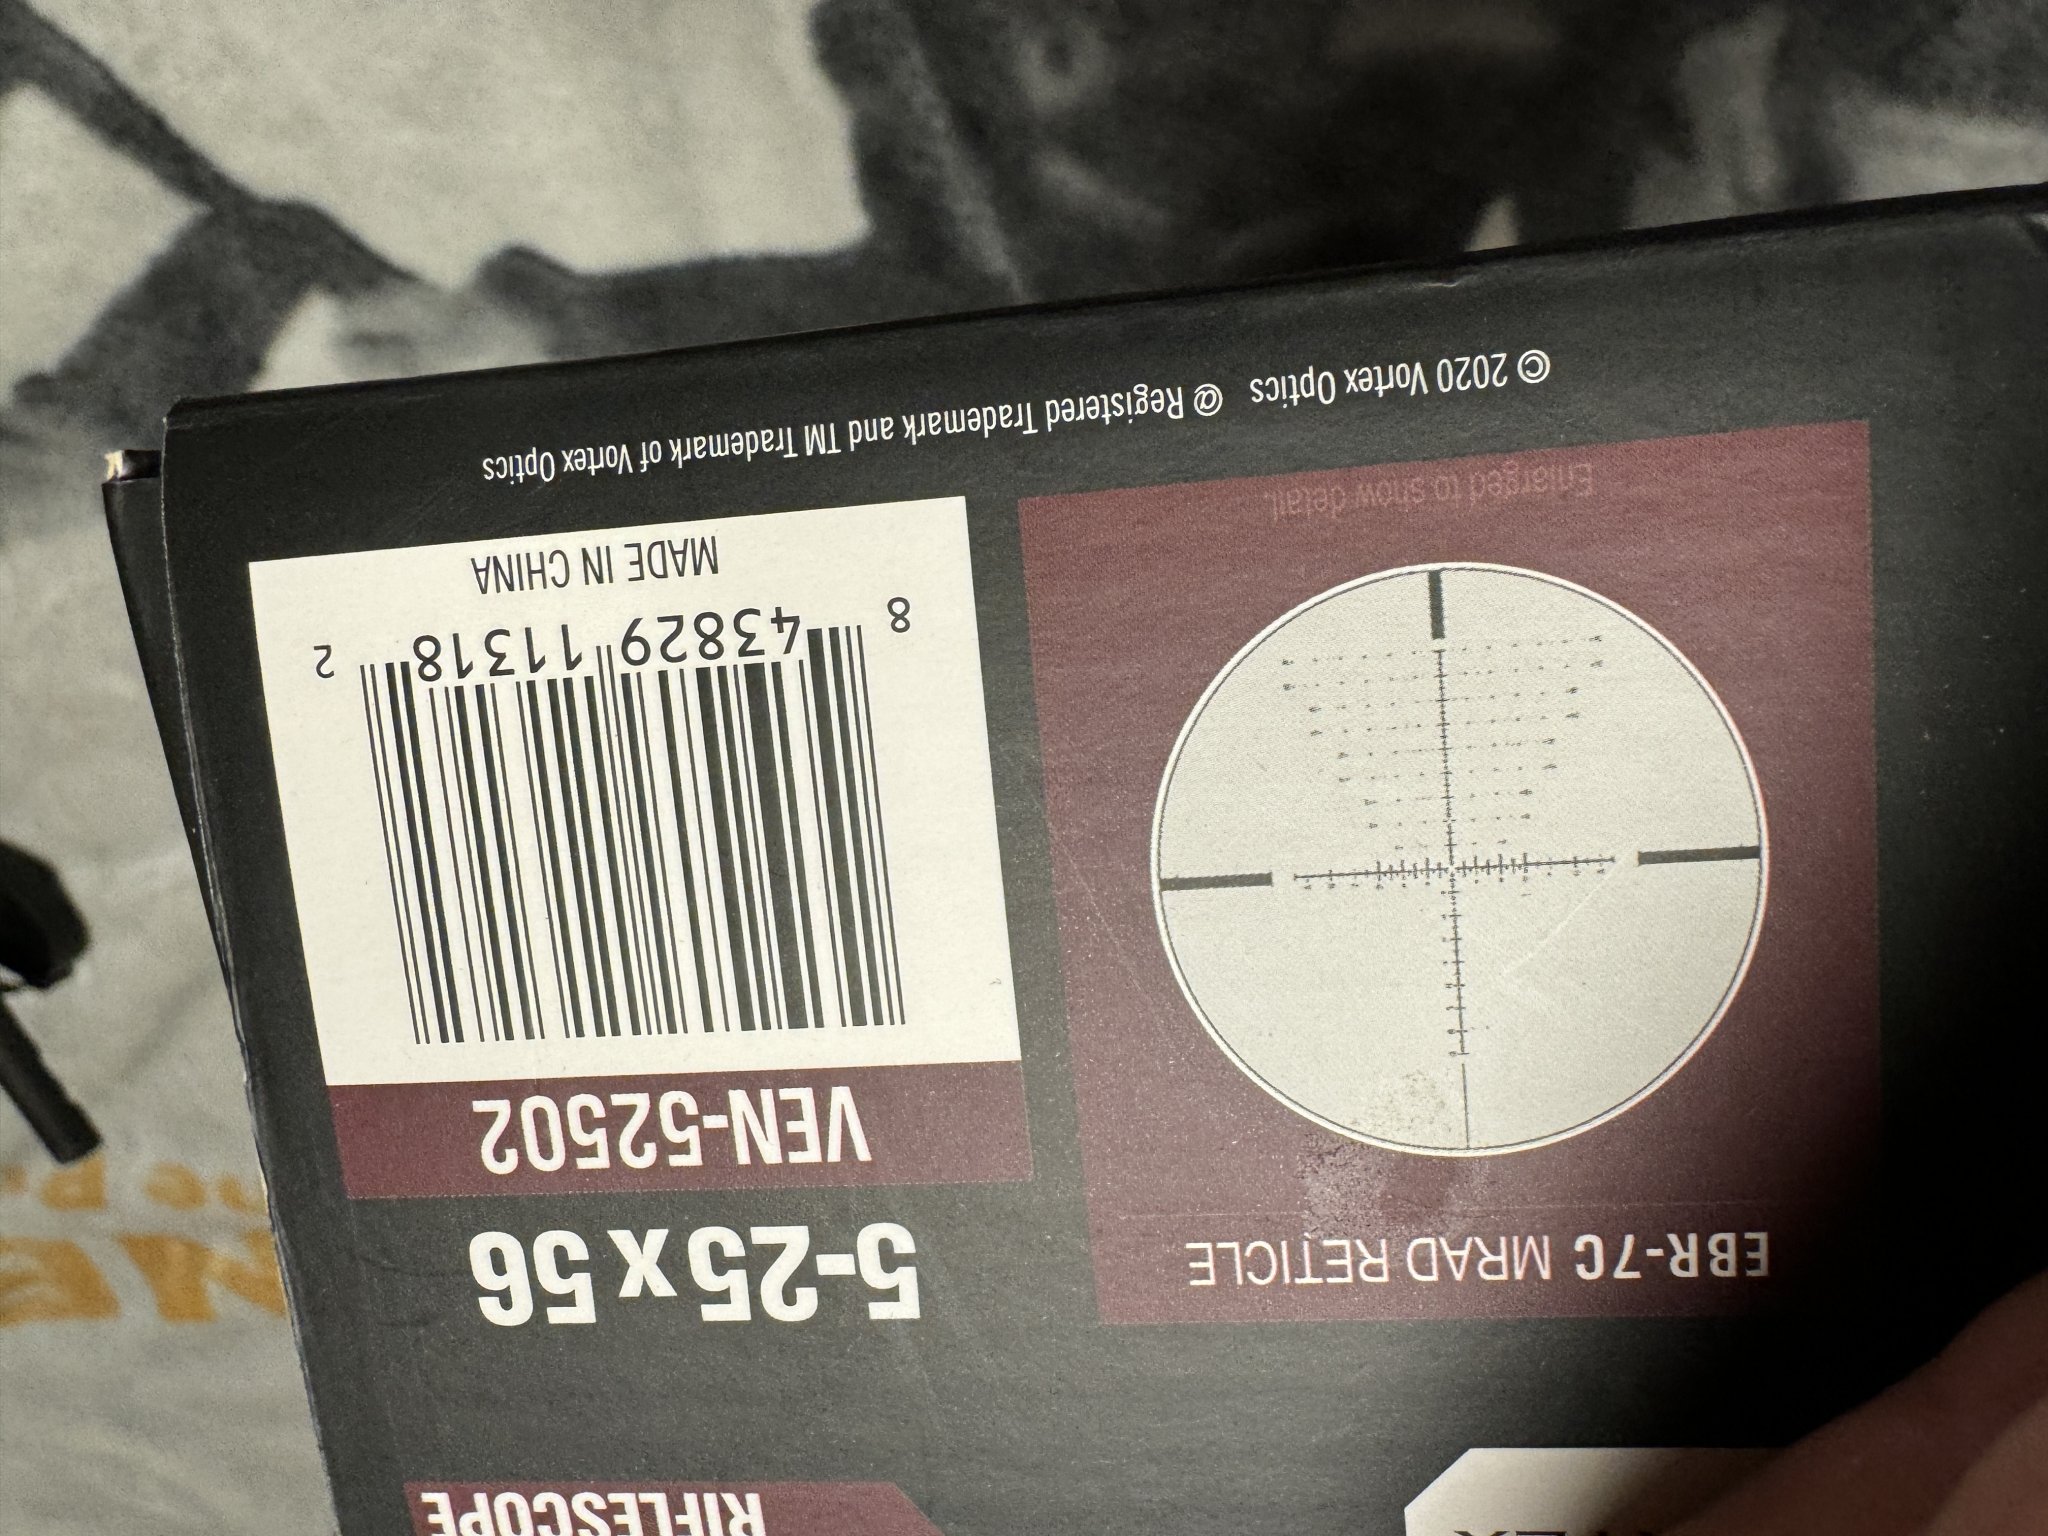 RIFLESCOPE
5-25 x 56
VEN-52502
8 43829 11318 2
MADE IN CHINA
EBR-7C MRAD RETICLE
Enlarged to show detail.
© 2020 Vortex Optics ® Registered Trademark and TM Trademark of Vortex Optics